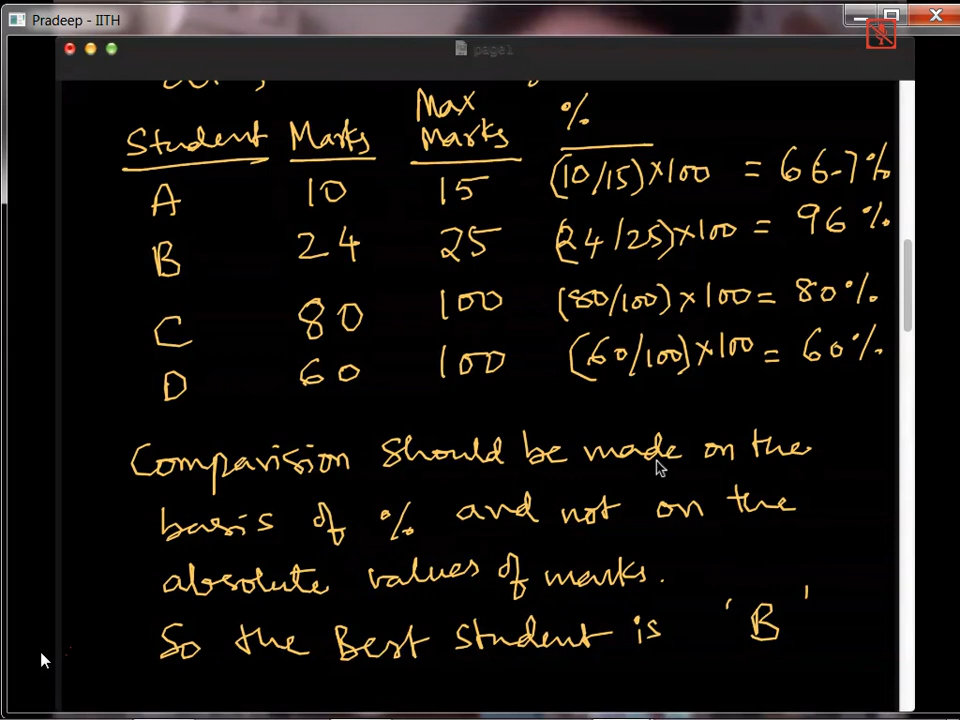 Pradeep - IITH
page1
Student Marks Max Marks %
A 10 15 (10/15)×100 = 66.7%
B 24 25 (24/25)×100 = 96%
C 80 100 (80/100)×100 = 80%
D 60 100 (60/100)×100 = 60%
Comparision should be made on the
basis of % and not on the
absolute values of marks.
So the Best student is 'B'